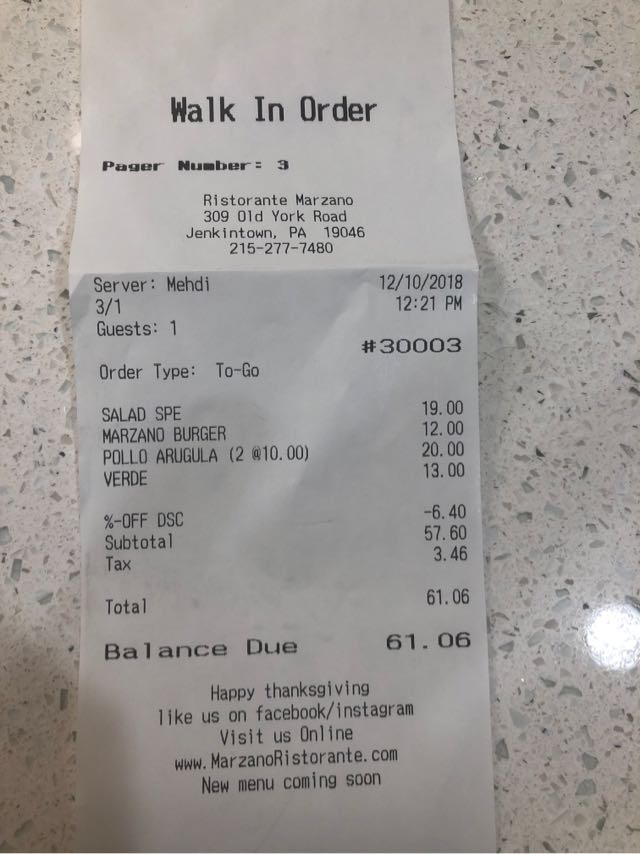 Walk In Order
Pager Number: 3
Ristorante Marzano
309 Old York Road
Jenkintown, PA 19046
215-277-7480
Server: Mehdi 12/10/2018
3/1 12:21 PM
Guests: 1
#30003
Order Type: To-Go
SALAD SPE 19.00
MARZANO BURGER 12.00
POLLO ARUGULA (2 @10.00) 20.00
VERDE 13.00
%-OFF DSC -6.40
Subtotal 57.60
Tax 3.46
Total 61.06
Balance Due 61.06
Happy thanksgiving
like us on facebook/instagram
Visit us Online
www.MarzanoRistorante.com
New menu coming soon